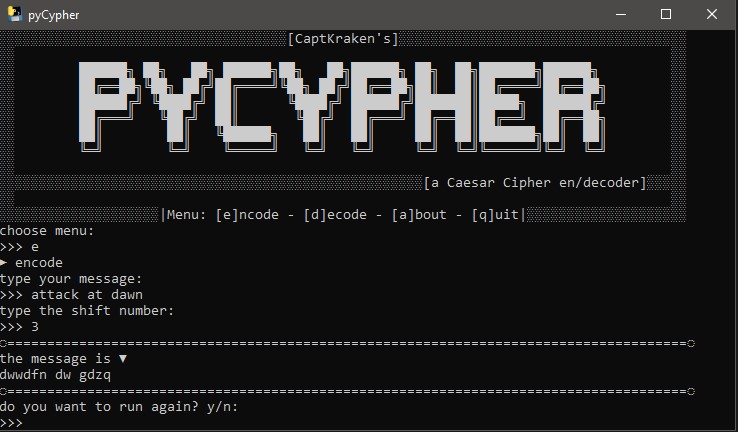 pyCypher
[CaptKraken's]
PYCYPHER
[a Caesar Cipher en/decoder]
|Menu: [e]ncode - [d]ecode - [a]bout - [q]uit|
choose menu:
>>> e
► encode
type your message:
>>> attack at dawn
type the shift number:
>>> 3
○====================================================================================○
the message is ▼
dwwdfn dw gdzq
○====================================================================================○
do you want to run again? y/n:
>>>